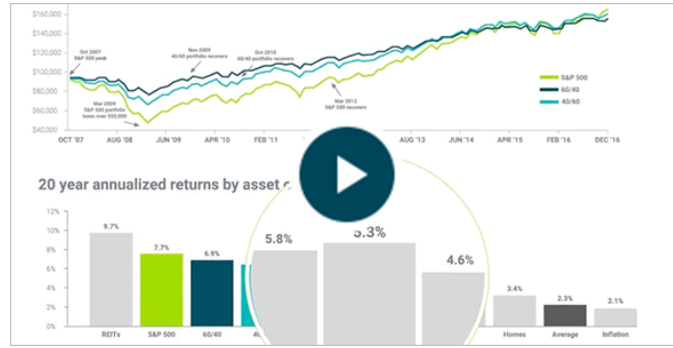 $160,000
$140,000
$120,000
$100,000
$80,000
$60,000
$40,000
Oct 2007
S&P 500 peak
Nov 2009
40/60 portfolio recovers
Oct 2010
60/40 portfolio recovers
Mar 2009
S&P 500 portfolio
loses over $50,000
Mar 2012
S&P 500 recovers
S&P 500
60/40
40/60
OCT '07 AUG '08 JUN '09 APR '10 FEB '11 AUG '13 JUN '14 APR '15 FEB '16 DEC '16
20 year annualized returns by asset
12%
10%
8%
6%
4%
2%
0%
9.7% 7.7% 6.9% 5.8% 5.3% 4.6% 3.4% 2.3% 2.1%
REITs S&P 500 60/40 Homes Average Inflation